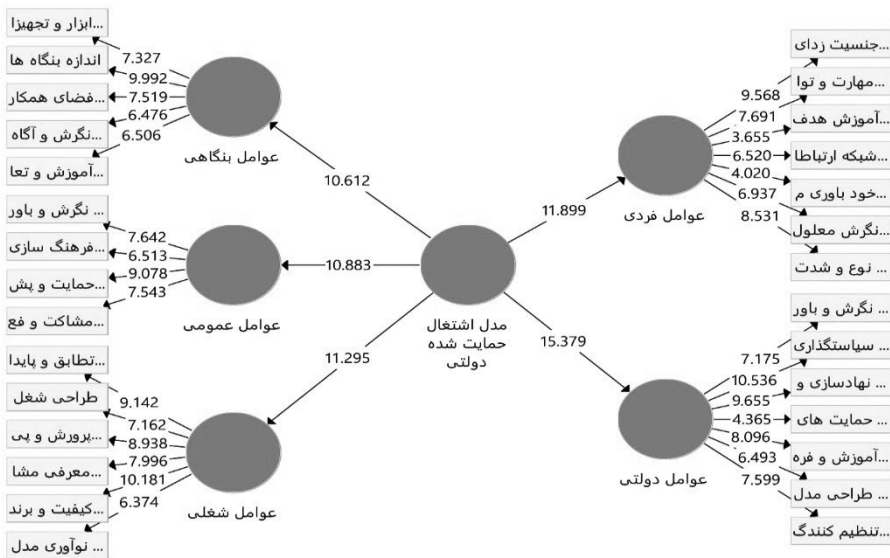 ابزار و تجهیزا...
اندازه بنگاه ها
فضای همکار...
نگرش و آگاه...
آموزش و تعا...
7.327
9.992
7.519
6.476
6.506
عوامل بنگاهی
نگرش و باور ...
فرهنگ سازی...
حمایت و پش...
مشاکت و فع...
7.642
6.513
9.078
7.543
عوامل عمومی
تطابق و پایدا...
طراحی شغل
پرورش و پی...
معرفی مشا...
کیفیت و برند...
نوآوری مدل ...
9.142
7.162
8.938
7.996
10.181
6.374
عوامل شغلی
10.612
10.883
11.295
11.899
15.379
مدل اشتغال
حمایت شده
دولتی
جنسیت زدای...
مهارت و توا...
آموزش هدف...
شبکه ارتباطا...
خود باوری م...
نگرش معلول...
نوع و شدت ...
9.568
7.691
3.655
6.520
4.020
6.937
8.531
عوامل فردی
نگرش و باور ...
سیاستگذاری ...
نهادسازی و ...
حمایت های ...
آموزش و فره...
طراحی مدل ...
تنظیم کنندگ...
7.175
10.536
9.655
4.365
8.096
6.493
7.599
عوامل دولتی